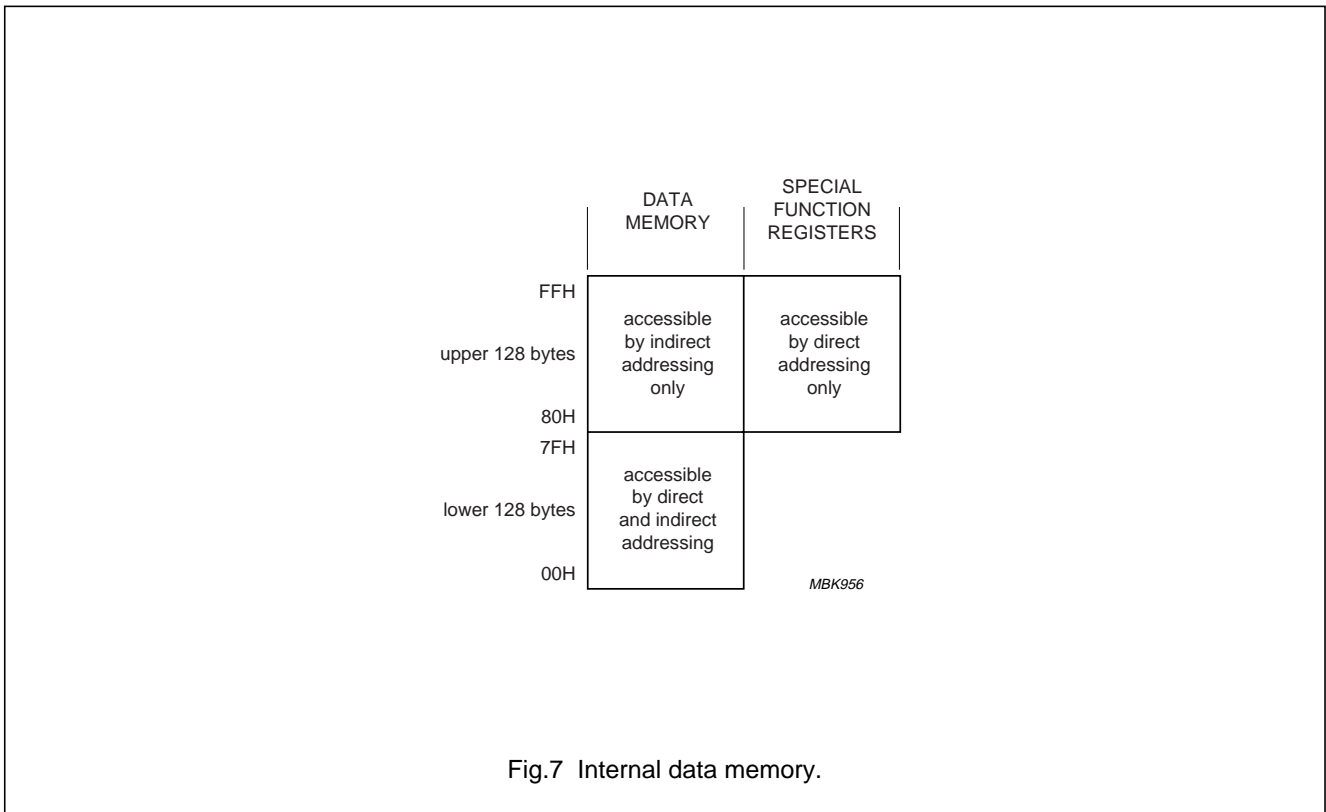 DATA
MEMORY
SPECIAL
FUNCTION
REGISTERS
FFH
upper 128 bytes
80H
accessible
by indirect
addressing
only
accessible
by direct
addressing
only
7FH
lower 128 bytes
00H
accessible
by direct
and indirect
addressing
MBK956
Fig.7 Internal data memory.